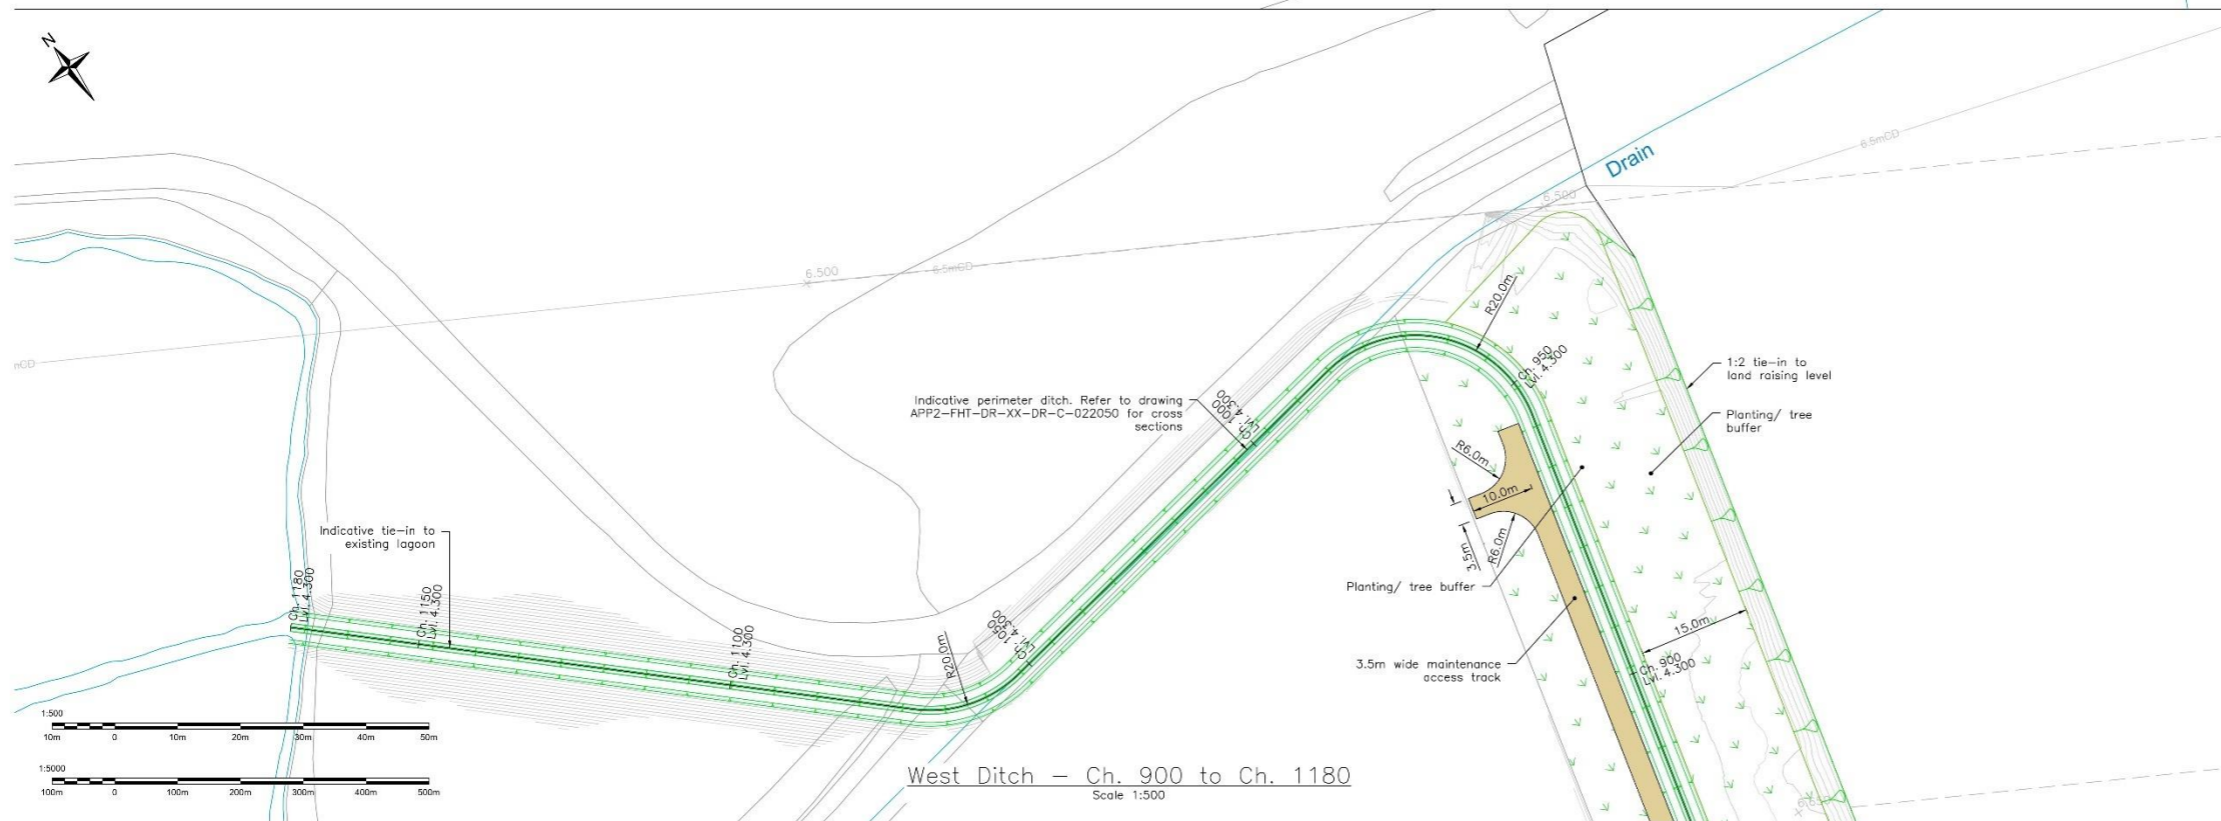 N
Drain
6.5mCD
6.500
6.500
6.5mCD
mCD
R20.0m
Ch. 950
Lvl. 4.300
1:2 tie-in to
land raising level
Planting/ tree
buffer
Indicative perimeter ditch. Refer to drawing
APP2-FHT-DR-XX-DR-C-022050 for cross
sections
Ch. 1000
Lvl. 4.300
R6.0m
10.0m
3.5m
R6.0m
Indicative tie-in to
existing lagoon
Planting/ tree buffer
Ch. 1180
Lvl. 4.300
Ch. 1150
Lvl. 4.300
Ch. 1100
Lvl. 4.300
R20.0m
Ch. 1050
Lvl. 4.300
15.0m
3.5m wide maintenance
access track
Ch. 900
Lvl. 4.300
1:500
10m 0 10m 20m 30m 40m 50m
1:5000
100m 0 100m 200m 300m 400m 500m
West Ditch - Ch. 900 to Ch. 1180
Scale 1:500